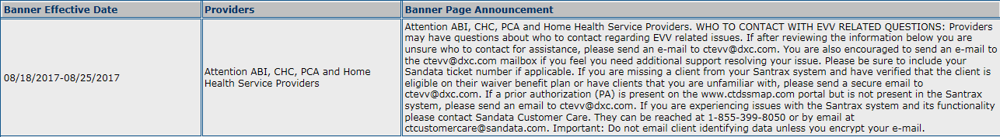 Banner Effective Date Providers Banner Page Announcement
08/18/2017-08/25/2017
Attention ABI, CHC, PCA and Home
Health Service Providers
Attention ABI, CHC, PCA and Home Health Service Providers. WHO TO CONTACT WITH EVV RELATED QUESTIONS: Providers
may have questions about who to contact regarding EVV related issues. If after reviewing the information below you are
unsure who to contact for assistance, please send an e-mail to ctevv@dxc.com. You are also encouraged to send an e-mail to
the ctevv@dxc.com mailbox if you feel you need additional support resolving your issue. Please be sure to include your
Sandata ticket number if applicable. If you are missing a client from your Santrax system and have verified that the client is
eligible on their waiver benefit plan or have clients that you are unfamiliar with, please send a secure email to
ctevv@dxc.com. If a prior authorization (PA) is present on the www.ctdssmap.com portal but is not present in the Santrax
system, please send an email to ctevv@dxc.com. If you are experiencing issues with the Santrax system and its functionality
please contact Sandata Customer Care. They can be reached at 1-855-399-8050 or by email at
ctcustomercare@sandata.com. Important: Do not email client identifying data unless you encrypt your e-mail.